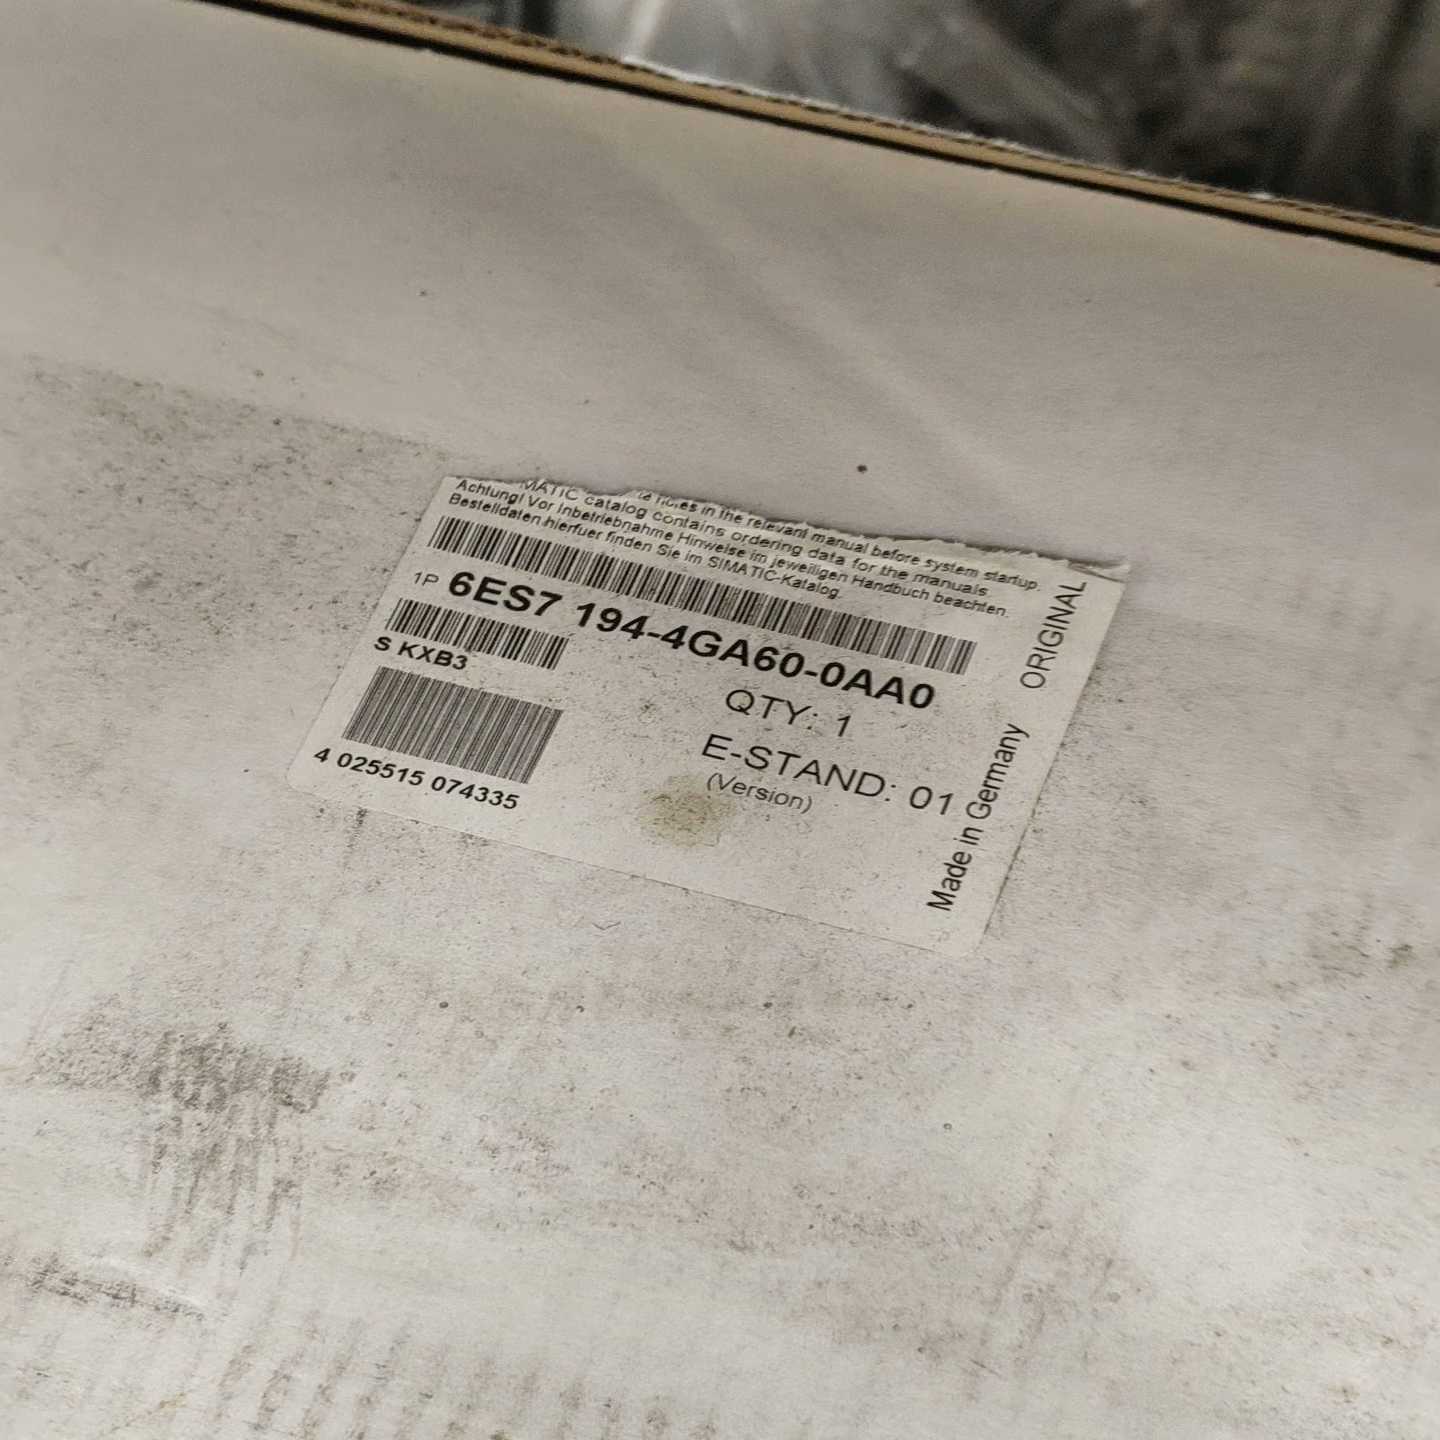 notes in the relevant manual before system startup.
MATIC catalog contains ordering data for the manuals.
Achtung! Vor Inbetriebnahme Hinweise im jeweiligen Handbuch beachten.
Bestelldaten hierfuer finden Sie im SIMATIC-Katalog.
1P 6ES7 194-4GA60-0AA0
S KXB3
QTY: 1
E-STAND: 01
(Version)
4 025515 074335
Made in Germany
ORIGINAL